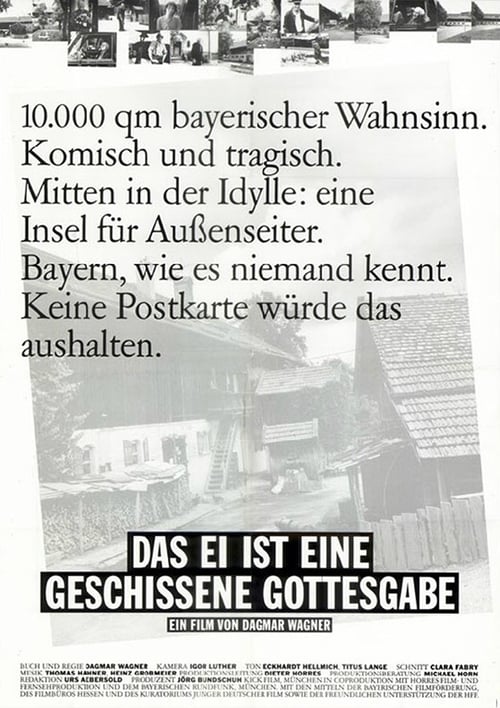 10.000 qm bayerischer Wahnsinn.
Komisch und tragisch.
Mitten in der Idylle: eine
Insel für Außenseiter.
Bayern, wie es niemand kennt.
Keine Postkarte würde das
aushalten.
DAS EI IST EINE
GESCHISSENE GOTTESGABE
EIN FILM VON DAGMAR WAGNER
BUCH UND REGIE DAGMAR WAGNER KAMERA IGOR LUTHER TON ECKHARDT HELLMICH, TITUS LANGE SCHNITT CLARA FABRY
MUSIK THOMAS HAHNER, HEINZ GROBMEIER PRODUKTIONSLEITUNG DIETER HORRES PRODUKTIONSBERATUNG MICHAEL HORN
REDAKTION URS AEBERSOLD PRODUZENT JÖRG BUNDSCHUH KICK FILM, MÜNCHEN IN COPRODUKTION MIT HORRES FILM- UND
FERNSEHPRODUKTION UND DEM BAYERISCHEN RUNDFUNK, MÜNCHEN. MIT DEN MITTELN DER BAYERISCHEN FILMFÖRDERUNG,
DES FILMBÜROS HESSEN UND DES KURATORIUMS JUNGER DEUTSCHER FILM SOWIE DER FREUNDLICHEN UNTERSTÜTZUNG DER HFF.